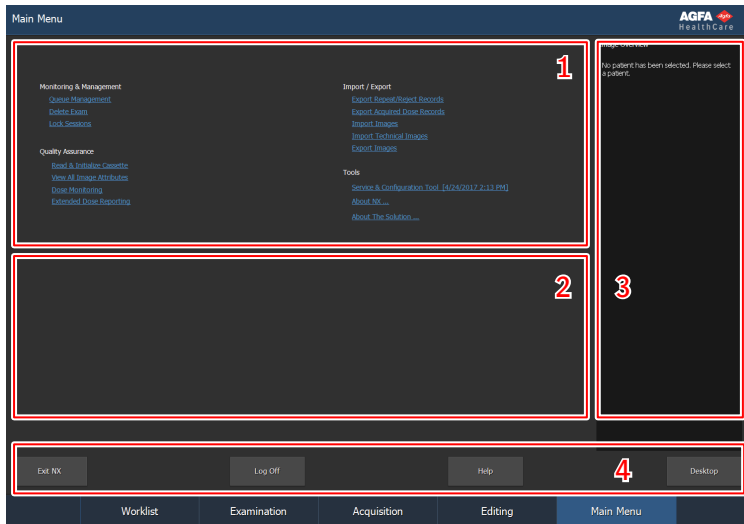 Main Menu
AGFA
HealthCare
1
Image Overview
No patient has been selected. Please select
a patient.
Monitoring & Management
Queue Management
Delete Exam
Lock Sessions
Quality Assurance
Read & Initialize Cassette
View All Image Attributes
Dose Monitoring
Extended Dose Reporting
Import / Export
Export Repeat/Reject Records
Export Acquired Dose Records
Import Images
Import Technical Images
Export Images
Tools
Service & Configuration Tool [4/24/2017 2:13 PM]
About NX ...
About The Solution ...
2
3
4
Exit NX
Log Off
Help
Desktop
Worklist
Examination
Acquisition
Editing
Main Menu